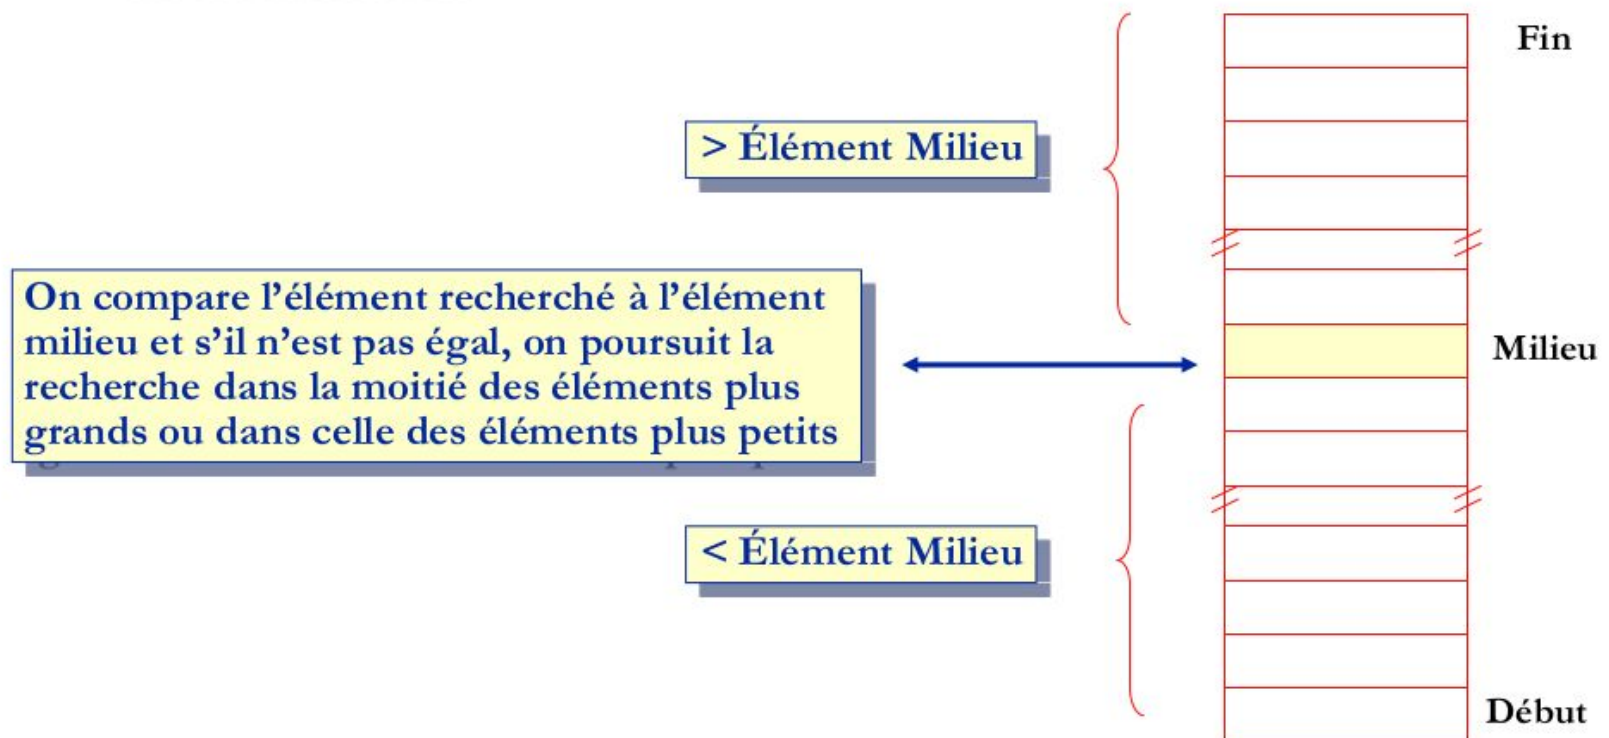 Fin
> Élément Milieu
On compare l’élément recherché à l’élément
milieu et s’il n’est pas égal, on poursuit la
recherche dans la moitié des éléments plus
grands ou dans celle des éléments plus petits
Milieu
< Élément Milieu
Début